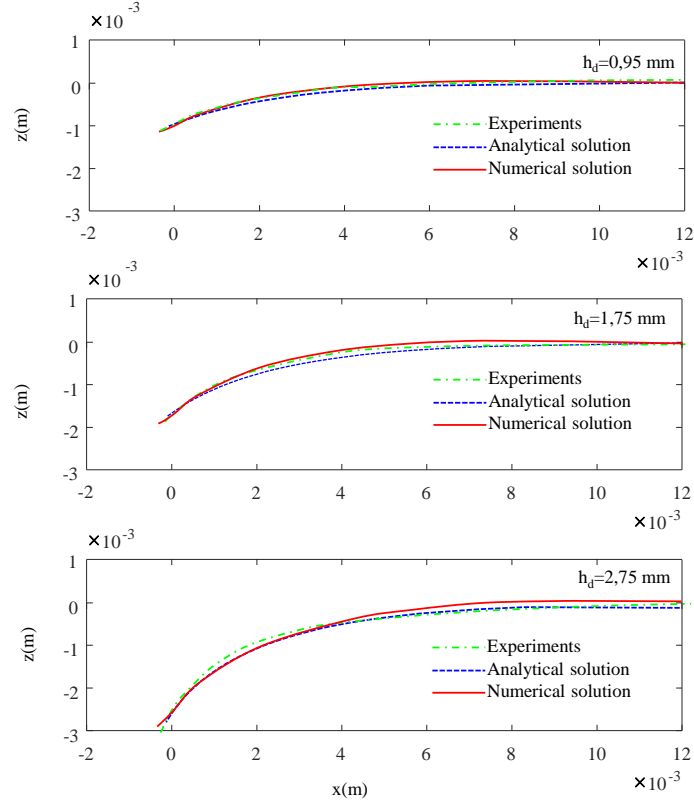 ×10 -3
1
0
-1
-2
-3
z(m)
h_d=0,95 mm
Experiments
Analytical solution
Numerical solution
-2 0 2 4 6 8 10 12
×10 -3
×10 -3
1
0
-1
-2
-3
z(m)
h_d=1,75 mm
Experiments
Analytical solution
Numerical solution
-2 0 2 4 6 8 10 12
×10 -3
×10 -3
1
0
-1
-2
-3
z(m)
h_d=2,75 mm
Experiments
Analytical solution
Numerical solution
-2 0 2 4 6 8 10 12
x(m)
×10 -3